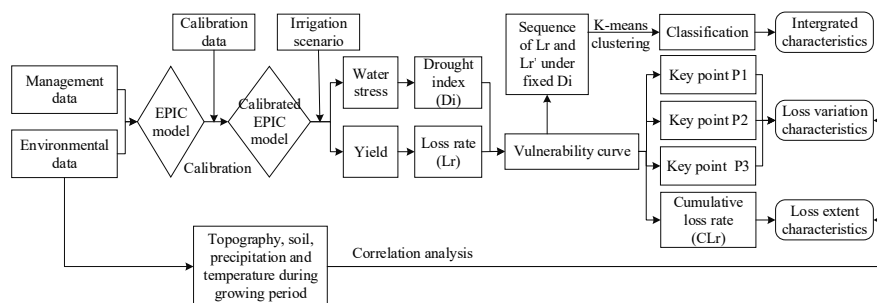 Calibration
data
Irrigation
scenario
Management
data
Environmental
data
EPIC
model
Calibration
Calibrated
EPIC
model
Water
stress
Drought
index
(Di)
Yield
Loss rate
(Lr)
Sequence
of Lr and
Lr' under
fixed Di
K-means
clustering
Classification
Intergrated
characteristics
Vulnerability curve
Key point P1
Key point P2
Key point P3
Loss variation
characteristics
Cumulative
loss rate
(CLr)
Loss extent
characteristics
Topography, soil,
precipitation and
temperature during
growing period
Correlation analysis